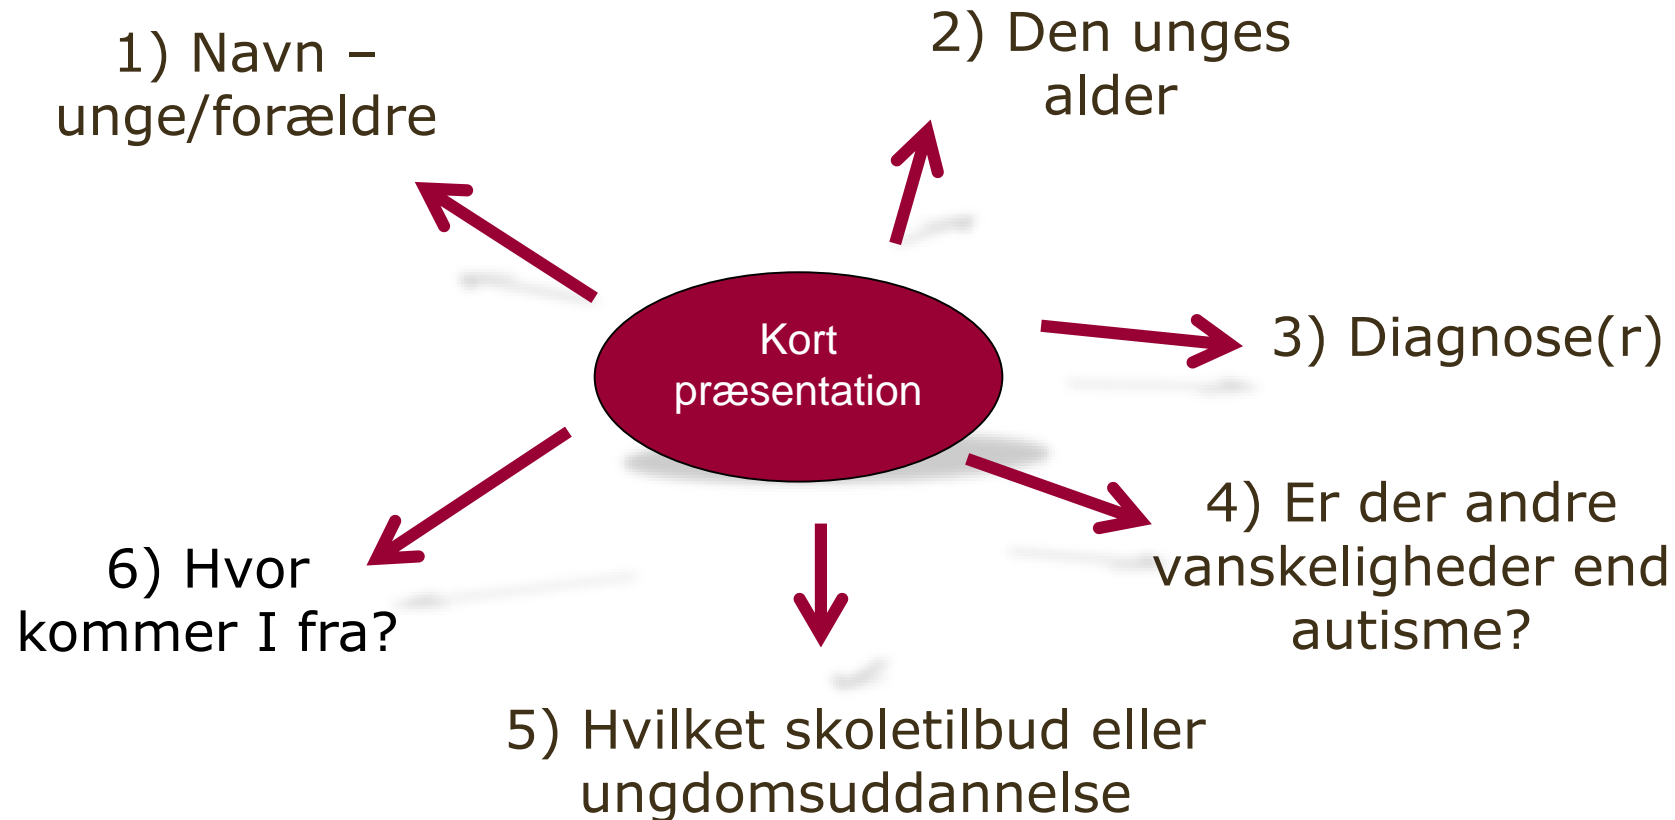 1) Navn –
unge/forældre
2) Den unges
alder
Kort
præsentation
3) Diagnose(r)
4) Er der andre
vanskeligheder end
autisme?
5) Hvilket skoletilbud eller
ungdomsuddannelse
6) Hvor
kommer I fra?